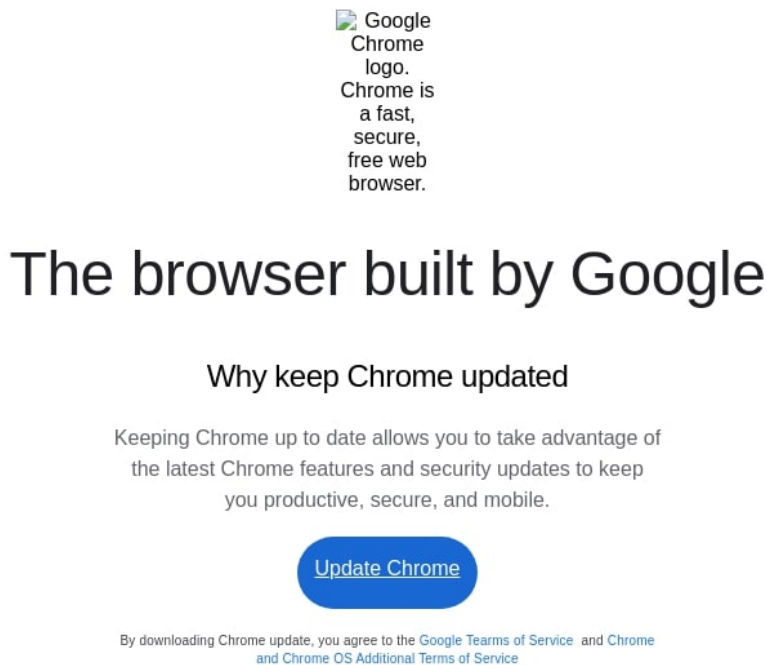 Google
Chrome
logo.
Chrome is
a fast,
secure,
free web
browser.
The browser built by Google
Why keep Chrome updated
Keeping Chrome up to date allows you to take advantage of
the latest Chrome features and security updates to keep
you productive, secure, and mobile.
Update Chrome
By downloading Chrome update, you agree to the Google Tearms of Service and Chrome
and Chrome OS Additional Terms of Service